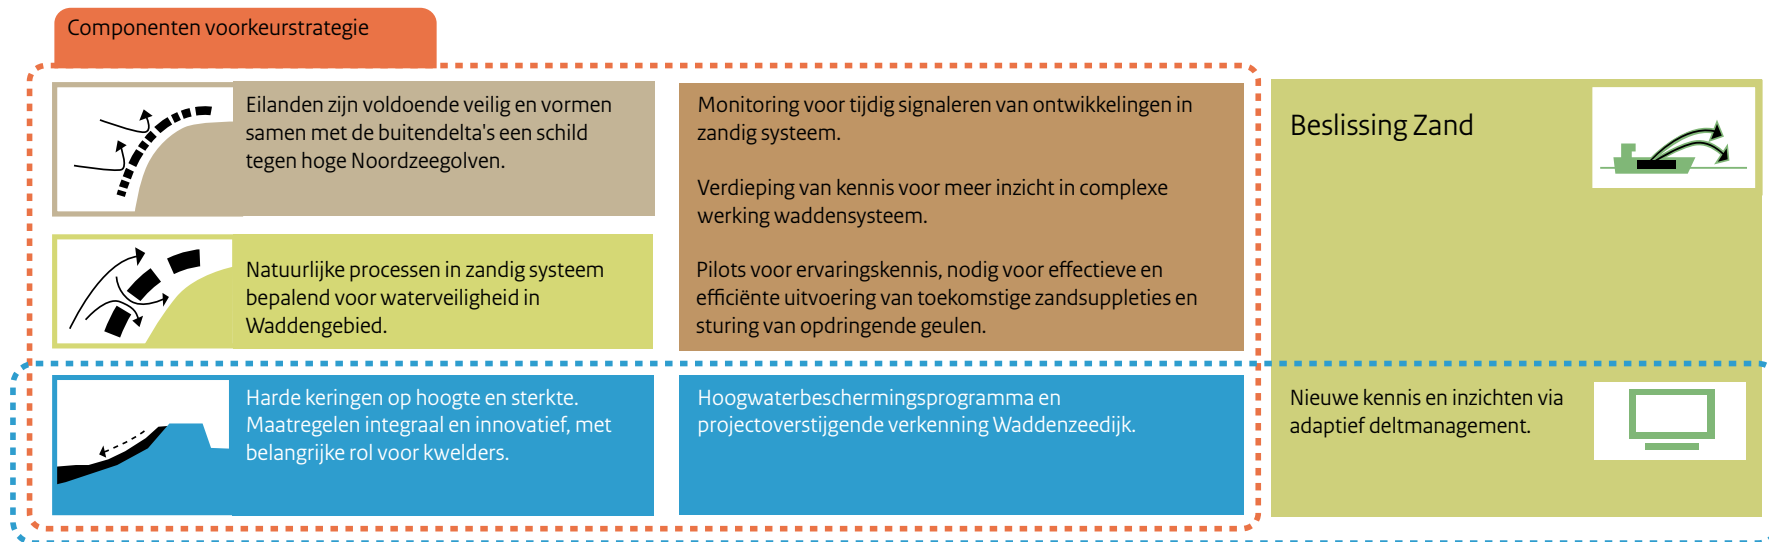 Componenten voorkeurstrategie
Eilanden zijn voldoende veilig en vormen
samen met de buitendelta's een schild
tegen hoge Noordzeegolven.
Natuurlijke processen in zandig systeem
bepalend voor waterveiligheid in
Waddengebied.
Harde keringen op hoogte en sterkte.
Maatregelen integraal en innovatief, met
belangrijke rol voor kwelders.
Monitoring voor tijdig signaleren van ontwikkelingen in
zandig systeem.
Verdieping van kennis voor meer inzicht in complexe
werking waddensysteem.
Pilots voor ervaringskennis, nodig voor effectieve en
efficiënte uitvoering van toekomstige zandsuppleties en
sturing van opdringende geulen.
Hoogwaterbeschermingsprogramma en
projectoverstijgende verkenning Waddenzeedijk.
Beslissing Zand
Nieuwe kennis en inzichten via
adaptief deltmanagement.